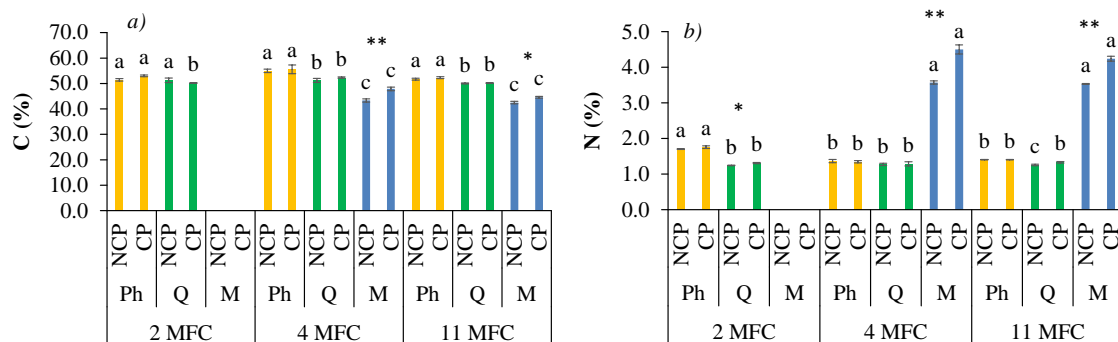 a)
C (%)
70.0
60.0
50.0
40.0
30.0
20.0
10.0
0.0
a a a b
a a b b ** c c
a a b b * c c
NCP CP NCP CP NCP CP NCP CP NCP CP NCP CP NCP CP NCP CP NCP CP
Ph Q M Ph Q M Ph Q M
2 MFC 4 MFC 11 MFC
b)
N (%)
5.0
4.0
3.0
2.0
1.0
0.0
a a * b b
b b b b ** a a
b b c b ** a a
NCP CP NCP CP NCP CP NCP CP NCP CP NCP CP NCP CP NCP CP NCP CP
Ph Q M Ph Q M Ph Q M
2 MFC 4 MFC 11 MFC